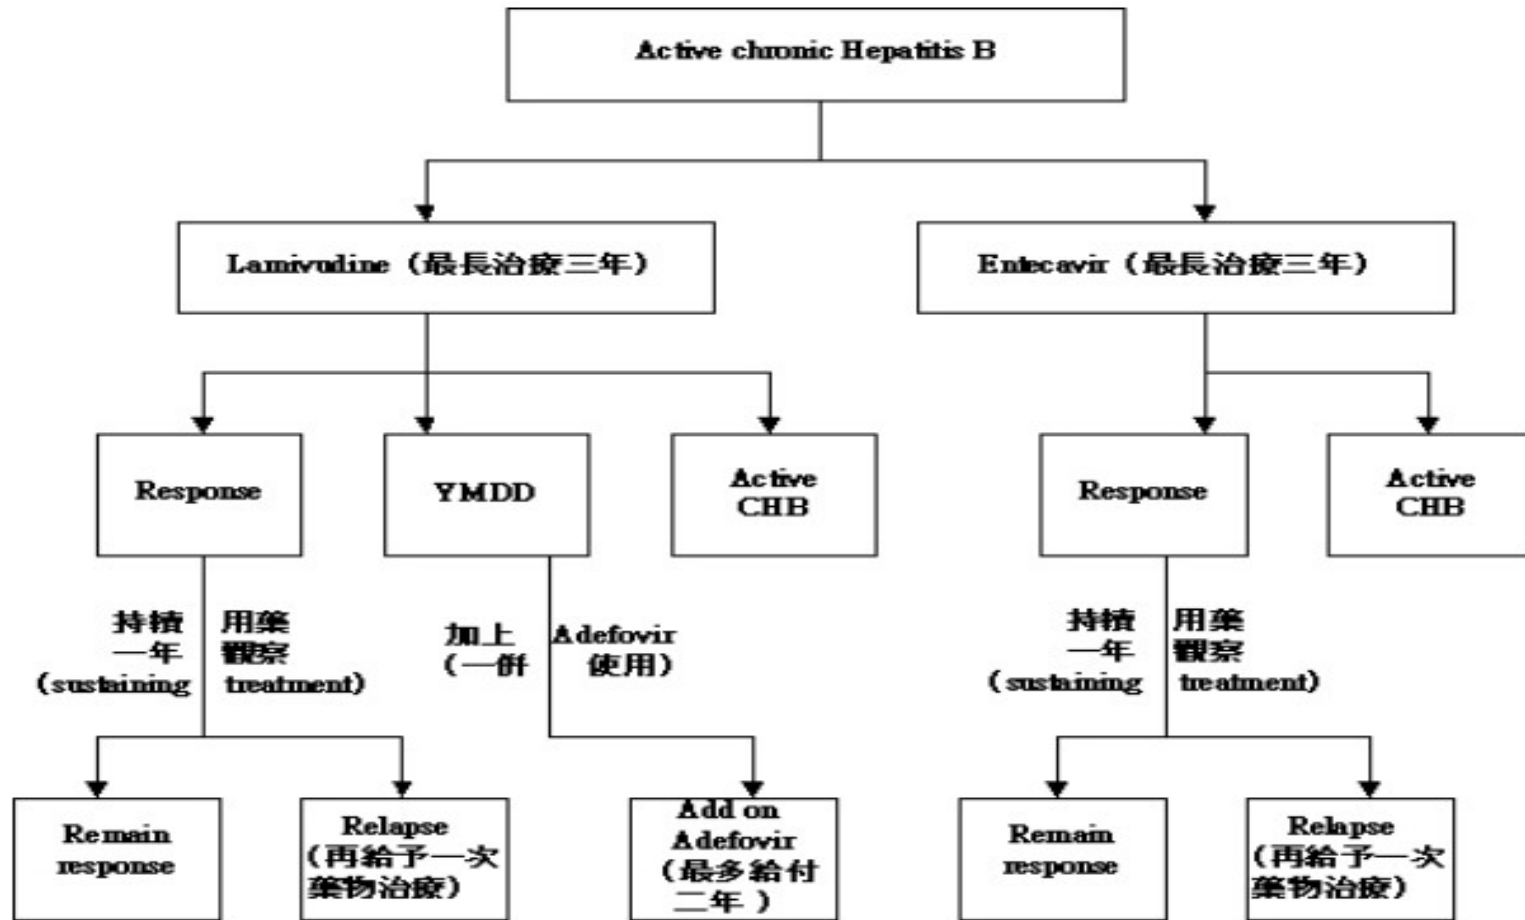 Active chronic Hepatitis B
Lamivudine（最長治療三年）
Entecavir（最長治療三年）
Response
YMDD
Active
CHB
Response
Active
CHB
持續 用藥
一年 觀察
（sustaining treatment）
加上 Adefovir
（一併 使用）
持續 用藥
一年 觀察
（sustaining treatment）
Remain
response
Relapse
（再給予一次
藥物治療）
Add on
Adefovir
（最多給付
二年）
Remain
response
Relapse
（再給予一次
藥物治療）